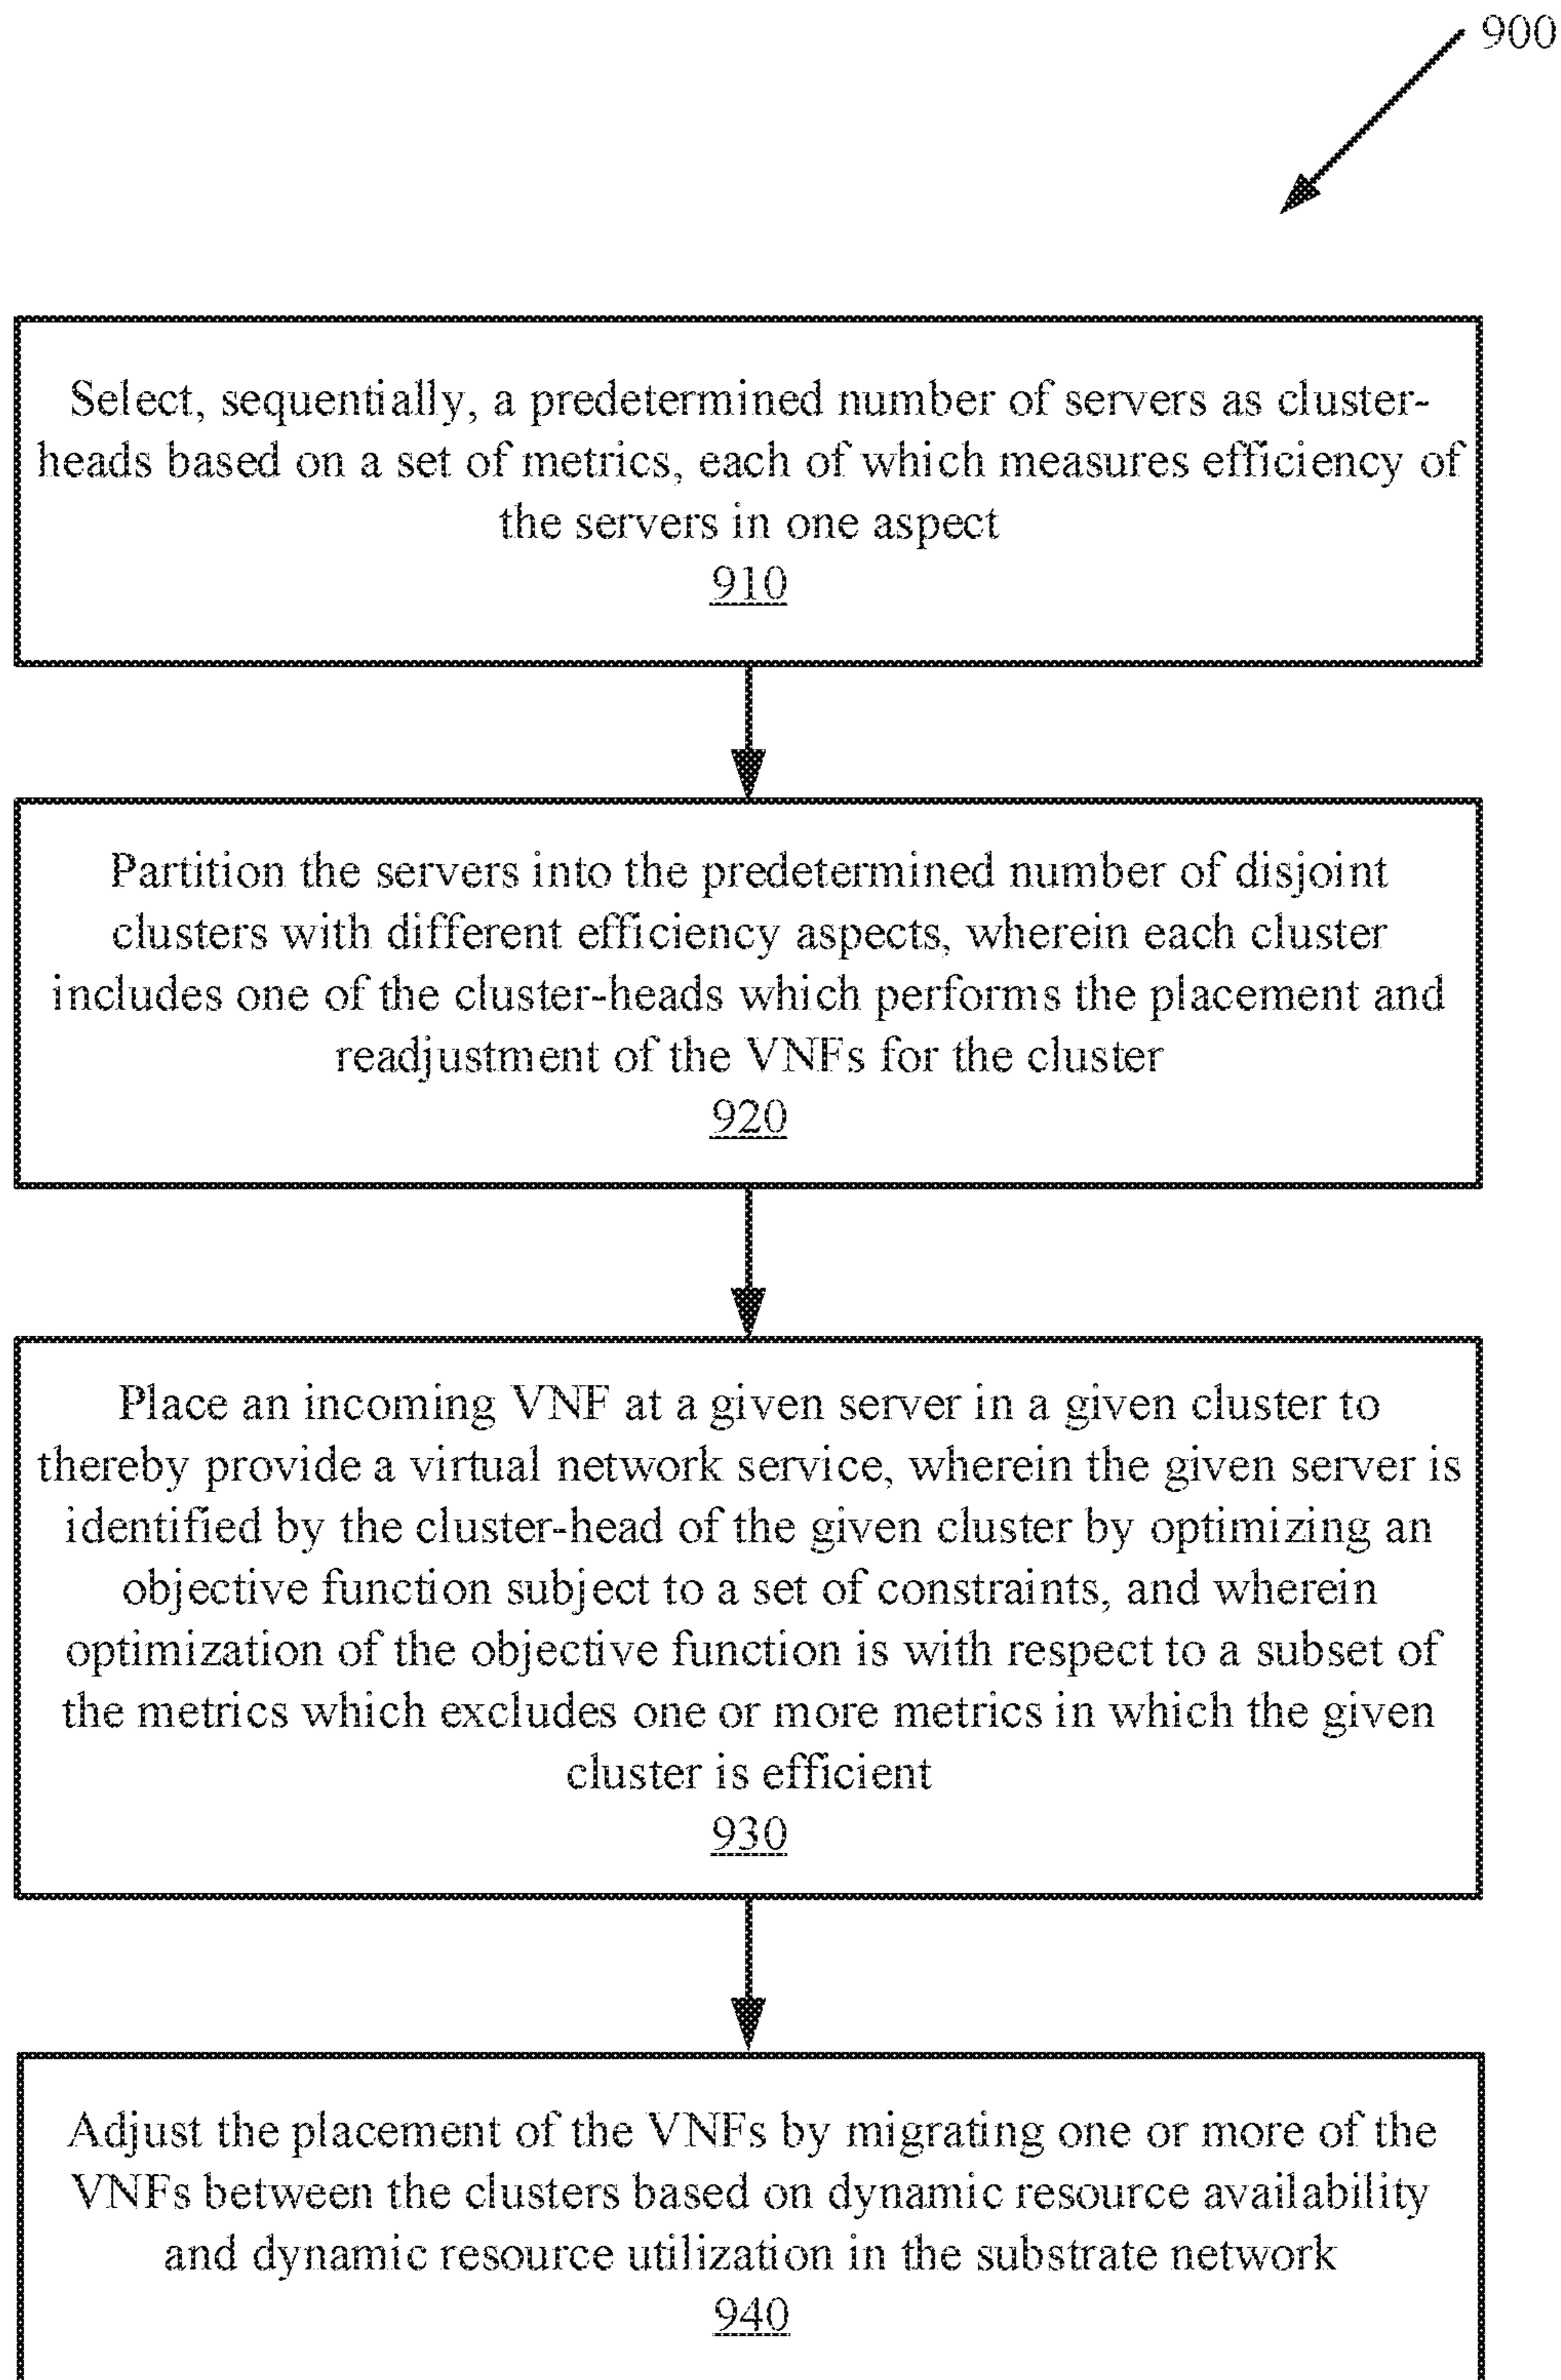 900
Select, sequentially, a predetermined number of servers as cluster-
heads based on a set of metrics, each of which measures efficiency of
the servers in one aspect
910
Partition the servers into the predetermined number of disjoint
clusters with different efficiency aspects, wherein each cluster
includes one of the cluster-heads which performs the placement and
readjustment of the VNFs for the cluster
920
Place an incoming VNF at a given server in a given cluster to
thereby provide a virtual network service, wherein the given server is
identified by the cluster-head of the given cluster by optimizing an
objective function subject to a set of constraints, and wherein
optimization of the objective function is with respect to a subset of
the metrics which excludes one or more metrics in which the given
cluster is efficient
930
Adjust the placement of the VNFs by migrating one or more of the
VNFs between the clusters based on dynamic resource availability
and dynamic resource utilization in the substrate network
940